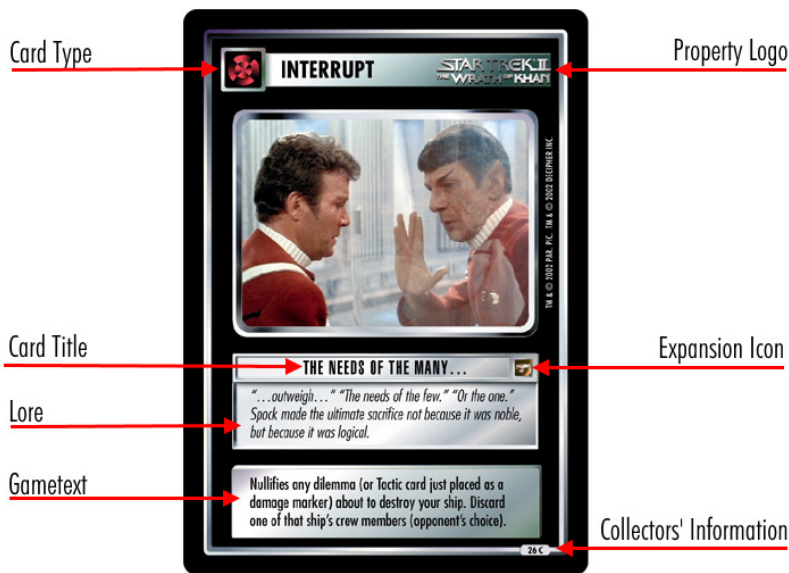 Card Type
Property Logo
INTERRUPT
STAR TREK II
THE WRATH OF KHAN
TM & © 2002 PAR. PIC. TM & © 2002 DECIPHER INC.
Card Title
THE NEEDS OF THE MANY...
Expansion Icon
"...outweigh..." "The needs of the few." "Or the one."
Lore
Spock made the ultimate sacrifice not because it was noble,
but because it was logical.
Gametext
Nullifies any dilemma (or Tactic card just placed as a
damage marker) about to destroy your ship. Discard
one of that ship's crew members (opponent's choice).
Collectors' Information
26 C